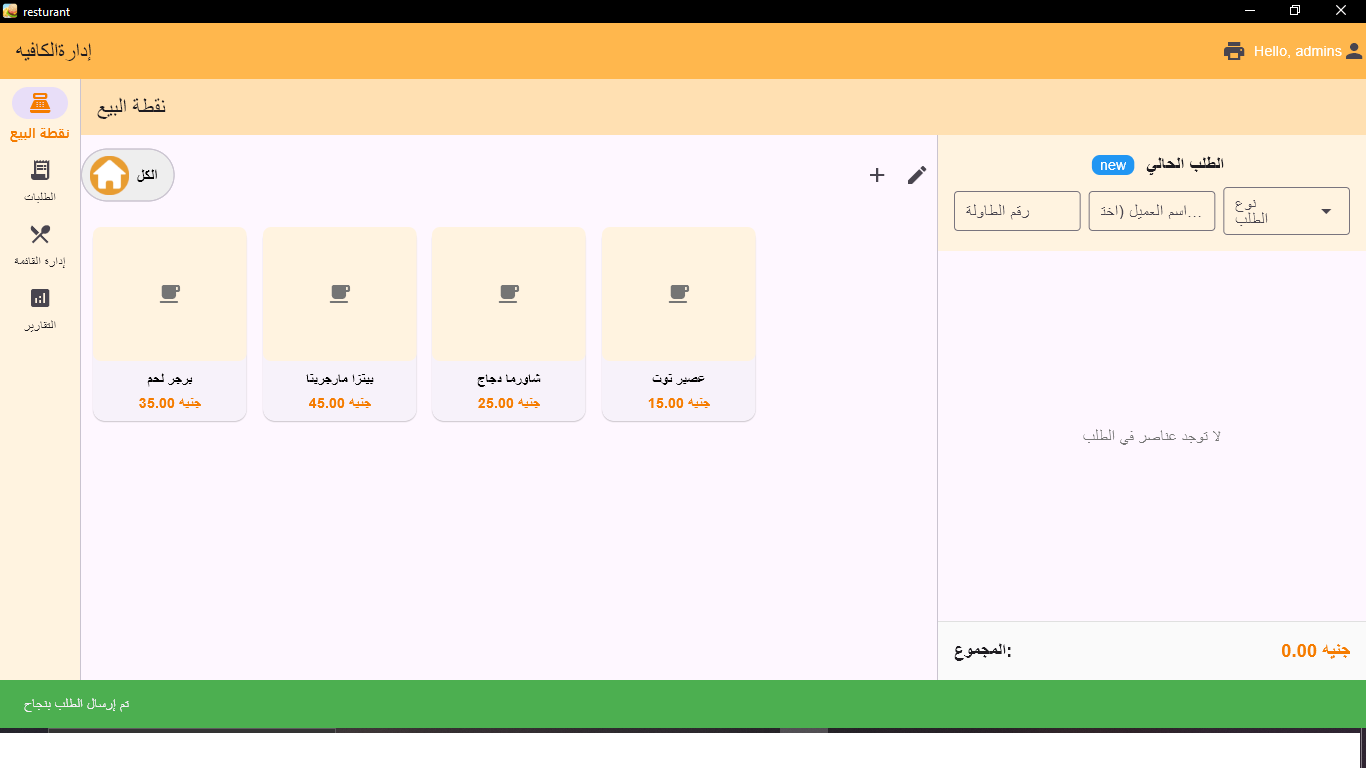 resturant
إدارةالكافيه
Hello, admins
نقطة البيع
نقطة البيع
الطلبات
إدارة القائمة
التقارير
الكل
برجر لحم
35.00 جنيه
بيتزا مارجريتا
45.00 جنيه
شاورما دجاج
25.00 جنيه
عصير توت
15.00 جنيه
الطلب الحالي new
رقم الطاولة
اسم العميل (اخت...
نوع
الطلب
لا توجد عناصر في الطلب
المجموع:
0.00 جنيه
تم إرسال الطلب بنجاح